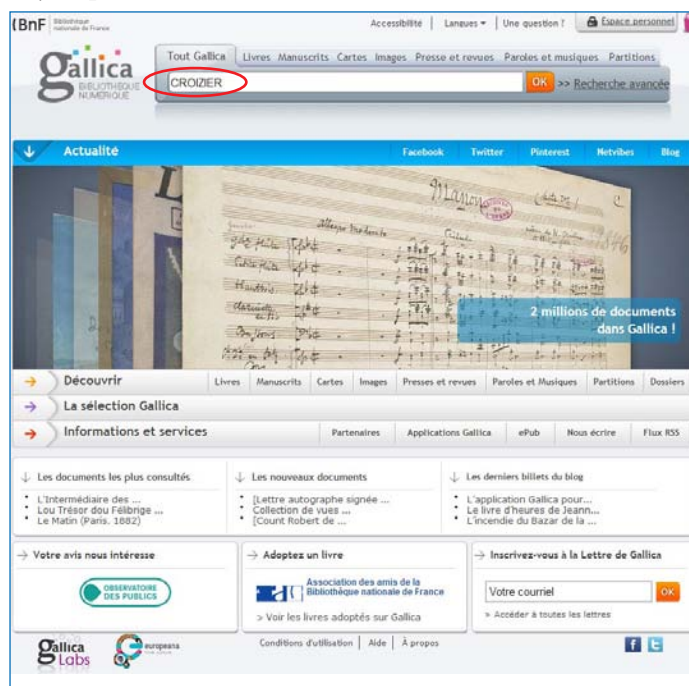 (BnF Bibliothèque nationale de France
Accessibilité | Langues | Une question ? Espace personnel
Gallica
BIBLIOTHÈQUE
NUMÉRIQUE
Tout Gallica Livres Manuscrits Cartes Images Presse et revues Paroles et musiques Partitions
CROIZIER OK >> Recherche avancée
Actualité Facebook Twitter Pinterest Netvibes Blog
Manon
Allegro Moderato
2 millions de documents
dans Gallica !
Découvrir Livres Manuscrits Cartes Images Presses et revues Paroles et Musiques Partitions Dossiers
La sélection Gallica
Informations et services Partenaires Applications Gallica ePub Nous écrire Flux RSS
Les documents les plus consultés
L'Intermédiaire des ...
Lou Trésor dou Félibrige ...
Le Matin (Paris. 1882)
Les nouveaux documents
[Lettre autographe signée ...
Collection de vues ...
[Count Robert de ...
Les derniers billets du blog
L'application Gallica pour...
Le livre d'heures de Jeann...
L'incendie du Bazar de la ...
Votre avis nous intéresse
OBSERVATOIRE
DES PUBLICS
Adoptez un livre
Association des amis de la
Bibliothèque nationale de France
> Voir les livres adoptés sur Gallica
Inscrivez-vous à la Lettre de Gallica
Votre courriel OK
» Accéder à toutes les lettres
Gallica
Labs
europeana
Conditions d'utilisation | Aide | À propos